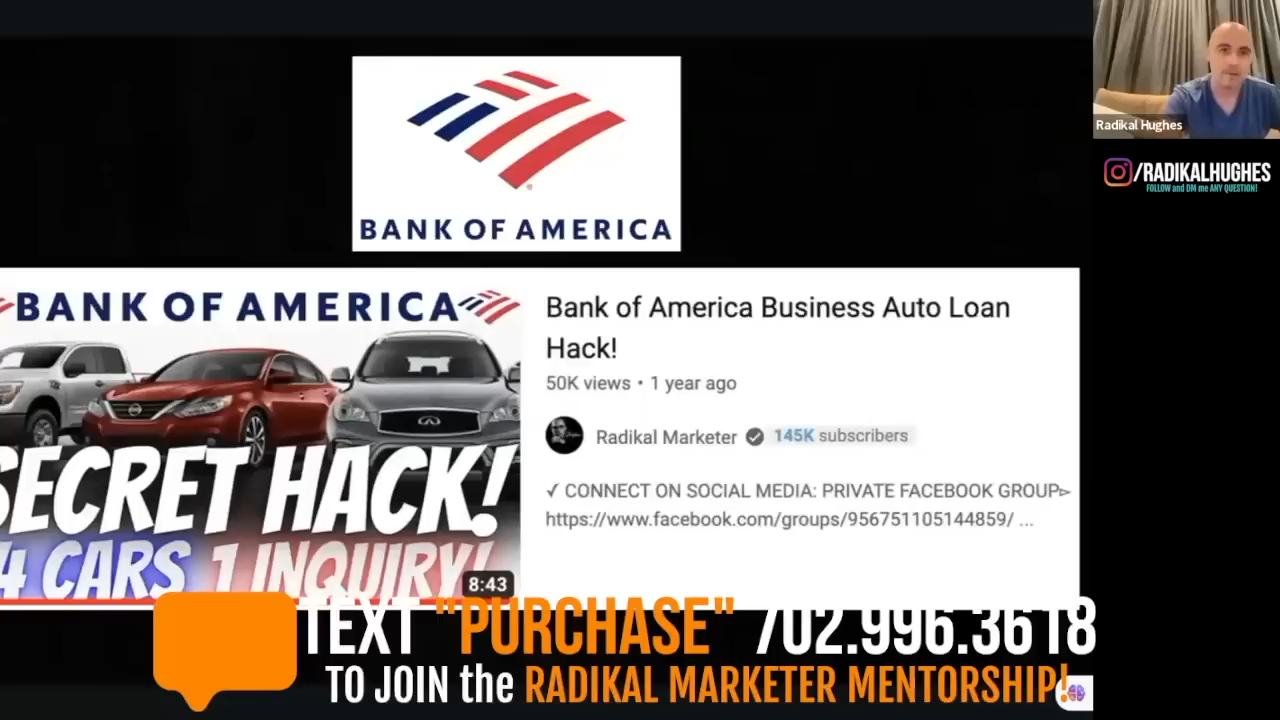 BANK OF AMERICA
Radikal Hughes
/RADIKALHUGHES
FOLLOW and DM me ANY QUESTION!
BANK OF AMERICA
SECRET HACK!
4 CARS 1 INQUIRY!
8:43
Bank of America Business Auto Loan
Hack!
50K views • 1 year ago
Radikal Marketer 145K subscribers
✓ CONNECT ON SOCIAL MEDIA: PRIVATE FACEBOOK GROUP▻
https://www.facebook.com/groups/956751105144859/ ...
TEXT "PURCHASE" 702.996.3618
TO JOIN the RADIKAL MARKETER MENTORSHIP!